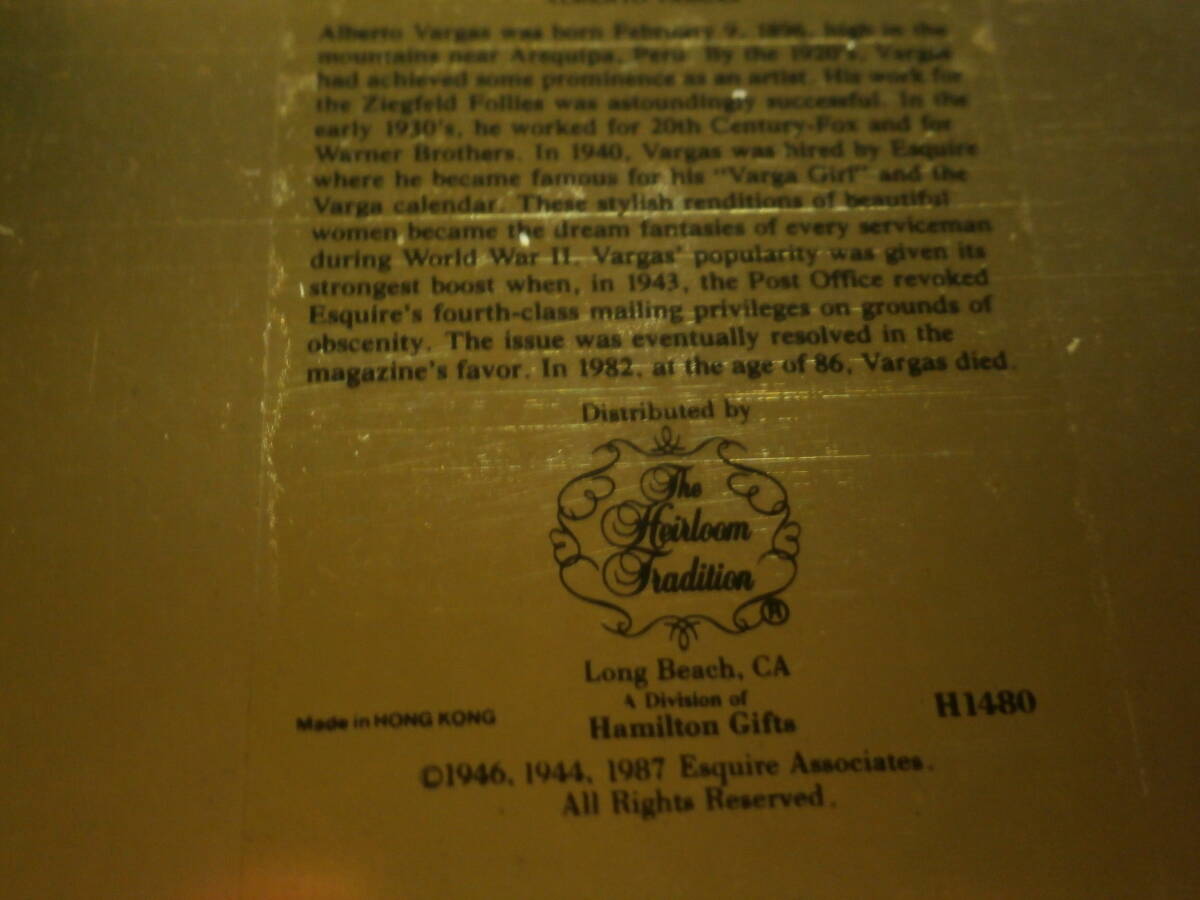 ALBERTO VARGAS
Alberto Vargas was born February 9, 1896, high in the
mountains near Arequipa, Peru. By the 1920's, Vargas
had achieved some prominence as an artist. His work for
the Ziegfeld Follies was astoundingly successful. In the
early 1930's, he worked for 20th Century-Fox and for
Warner Brothers. In 1940, Vargas was hired by Esquire
where he became famous for his "Varga Girl" and the
Varga calendar. These stylish renditions of beautiful
women became the dream fantasies of every serviceman
during World War II. Vargas' popularity was given its
strongest boost when, in 1943, the Post Office revoked
Esquire's fourth-class mailing privileges on grounds of
obscenity. The issue was eventually resolved in the
magazine's favor. In 1982, at the age of 86, Vargas died.
Distributed by
The
Heirloom
Tradition
®
Long Beach, CA
A Division of
Hamilton Gifts
Made in HONG KONG
H1480
©1946, 1944, 1987 Esquire Associates.
All Rights Reserved.